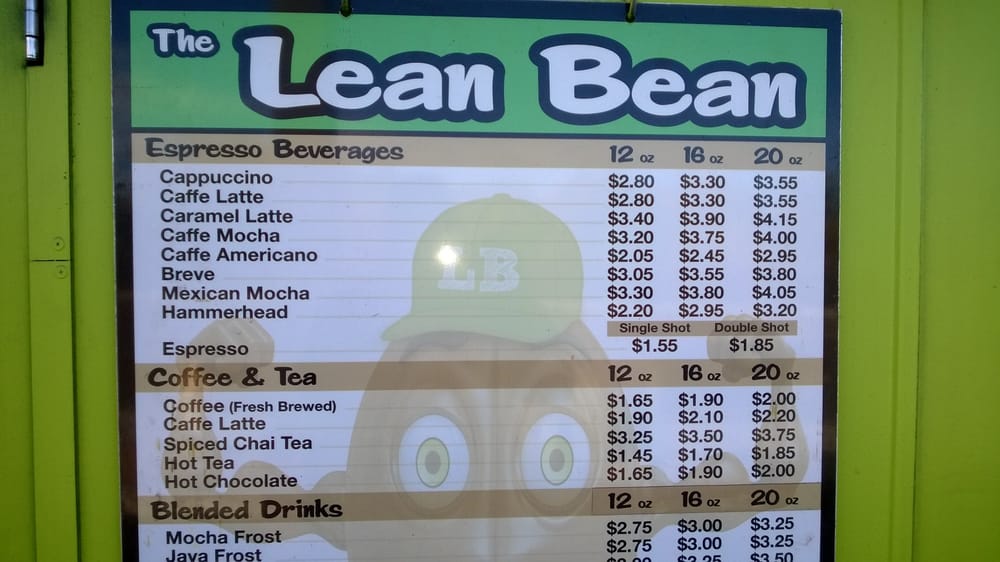 The Lean Bean
Espresso Beverages 12 oz 16 oz 20 oz
Cappuccino $2.80 $3.30 $3.55
Caffe Latte $2.80 $3.30 $3.55
Caramel Latte $3.40 $3.90 $4.15
Caffe Mocha $3.20 $3.75 $4.00
Caffe Americano $2.05 $2.45 $2.95
Breve $3.05 $3.55 $3.80
Mexican Mocha $3.30 $3.80 $4.05
Hammerhead $2.20 $2.95 $3.20
Single Shot Double Shot
Espresso $1.55 $1.85
Coffee & Tea 12 oz 16 oz 20 oz
Coffee (Fresh Brewed) $1.65 $1.90 $2.00
Caffe Latte $1.90 $2.10 $2.20
Spiced Chai Tea $3.25 $3.50 $3.75
Hot Tea $1.45 $1.70 $1.85
Hot Chocolate $1.65 $1.90 $2.00
Blended Drinks 12 oz 16 oz 20 oz
Mocha Frost $2.75 $3.00 $3.25
Java Frost $2.75 $3.00 $3.25
$3.25 $3.50
LB